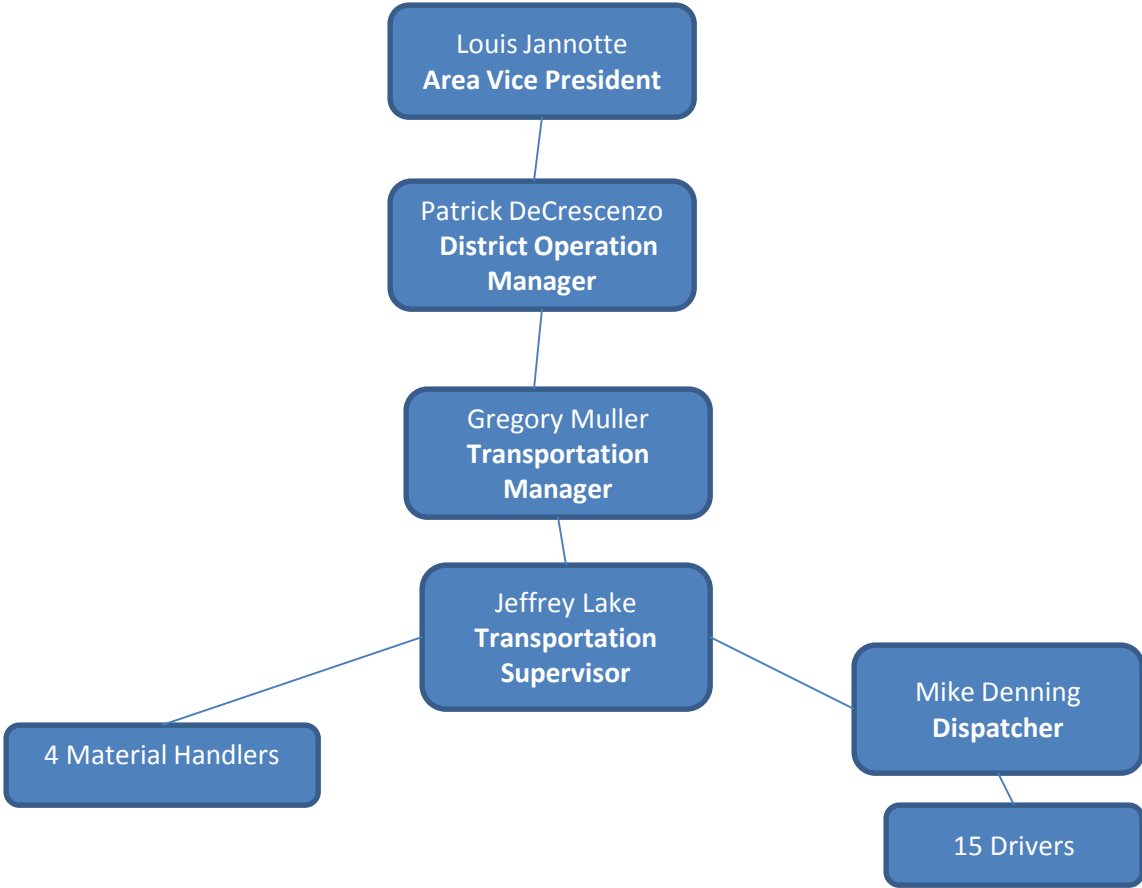 Louis Jannotte
Area Vice President
Patrick DeCrescenzo
District Operation
Manager
Gregory Muller
Transportation
Manager
Jeffrey Lake
Transportation
Supervisor
4 Material Handlers
Mike Denning
Dispatcher
15 Drivers